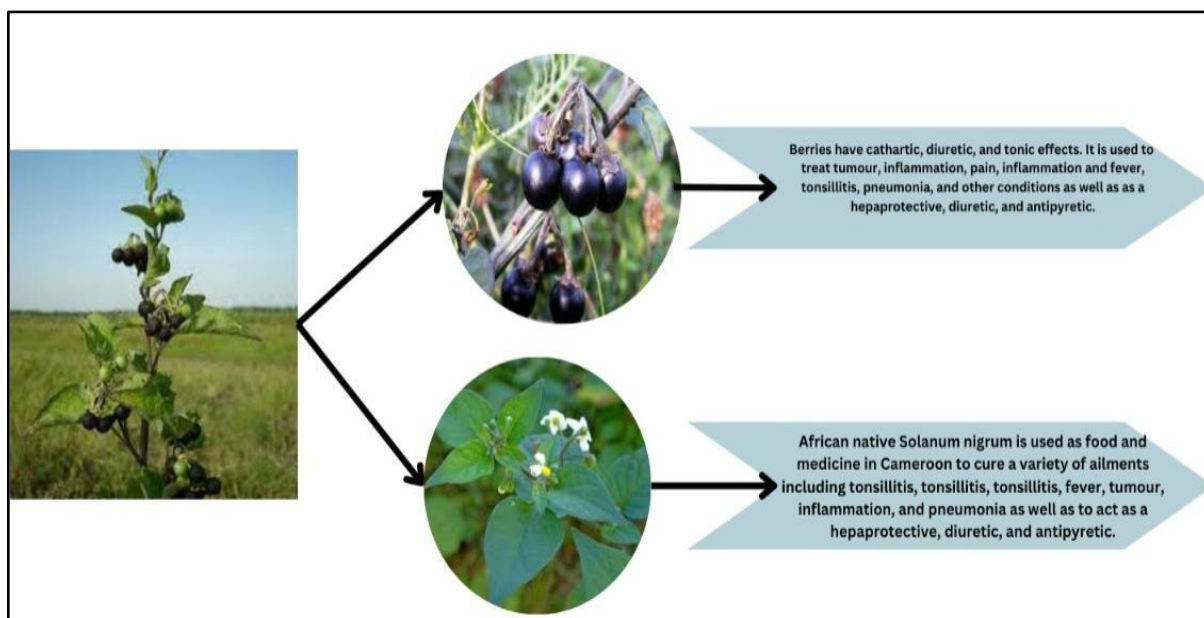 Berries have cathartic, diuretic, and tonic effects. It is used to
treat tumour, inflammation, pain, inflammation and fever,
tonsillitis, pneumonia, and other conditions as well as as a
hepaprotective, diuretic, and antipyretic.
African native Solanum nigrum is used as food and
medicine in Cameroon to cure a variety of ailments
including tonsillitis, tonsillitis, tonsillitis, fever, tumour,
inflammation, and pneumonia as well as to act as a
hepaprotective, diuretic, and antipyretic.